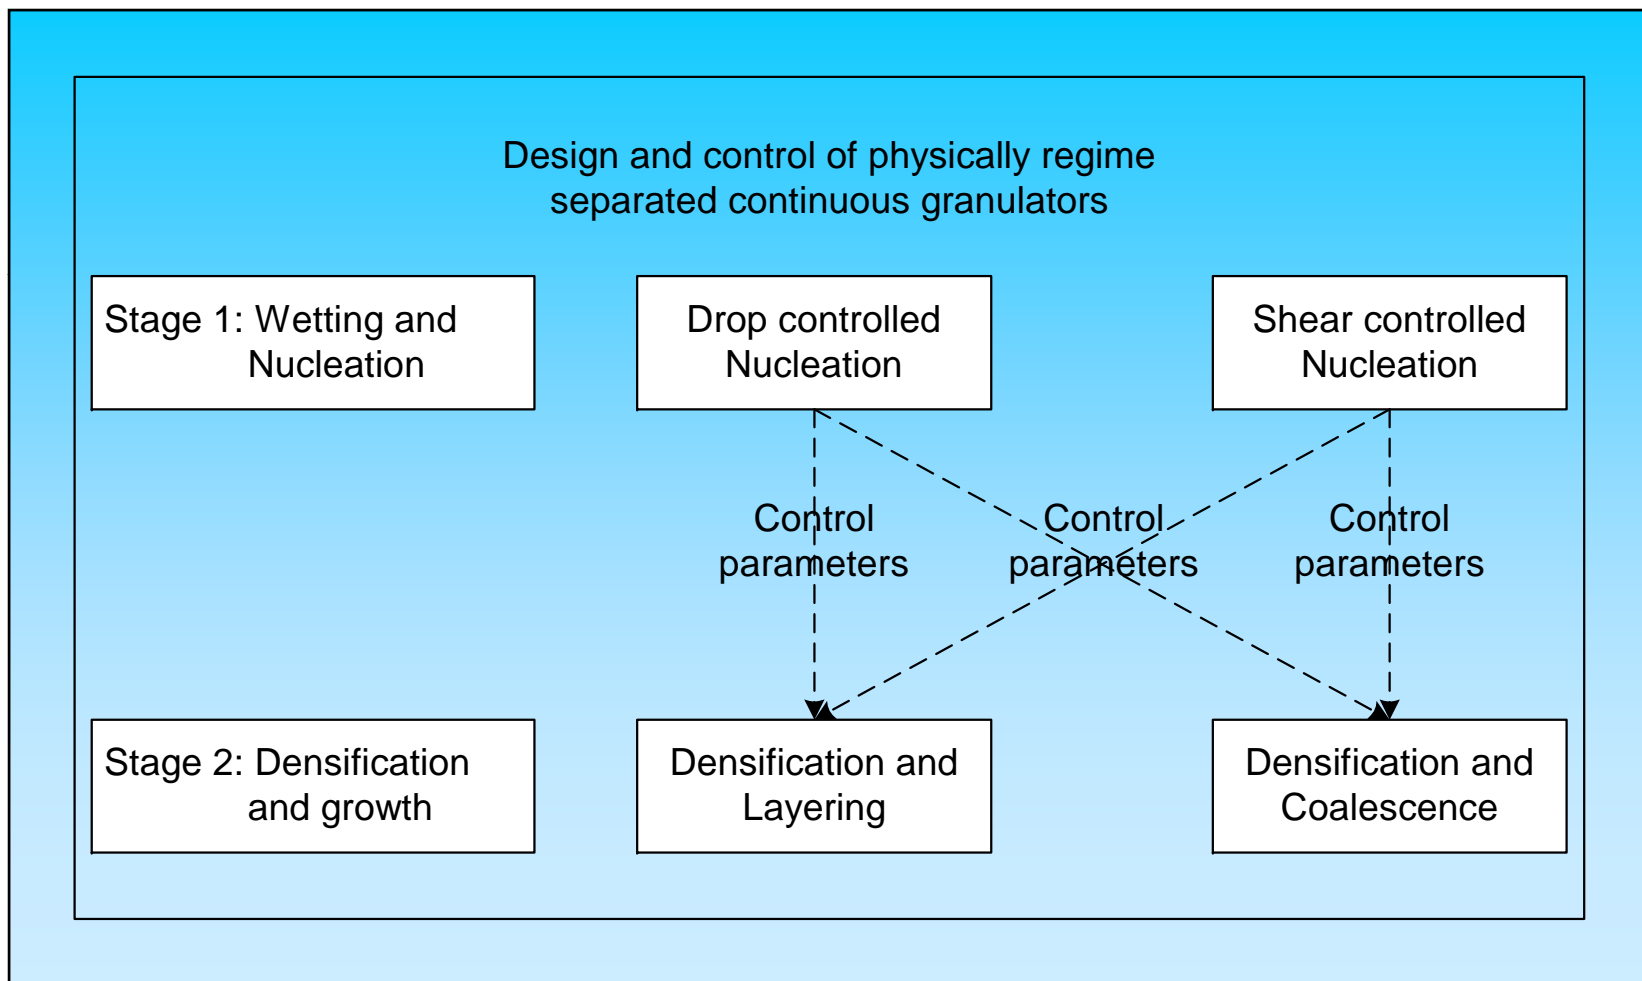 Design and control of physically regime
separated continuous granulators
Stage 1: Wetting and
Nucleation
Drop controlled
Nucleation
Shear controlled
Nucleation
Control
parameters
Control
parameters
Control
parameters
Stage 2: Densification
and growth
Densification and
Layering
Densification and
Coalescence